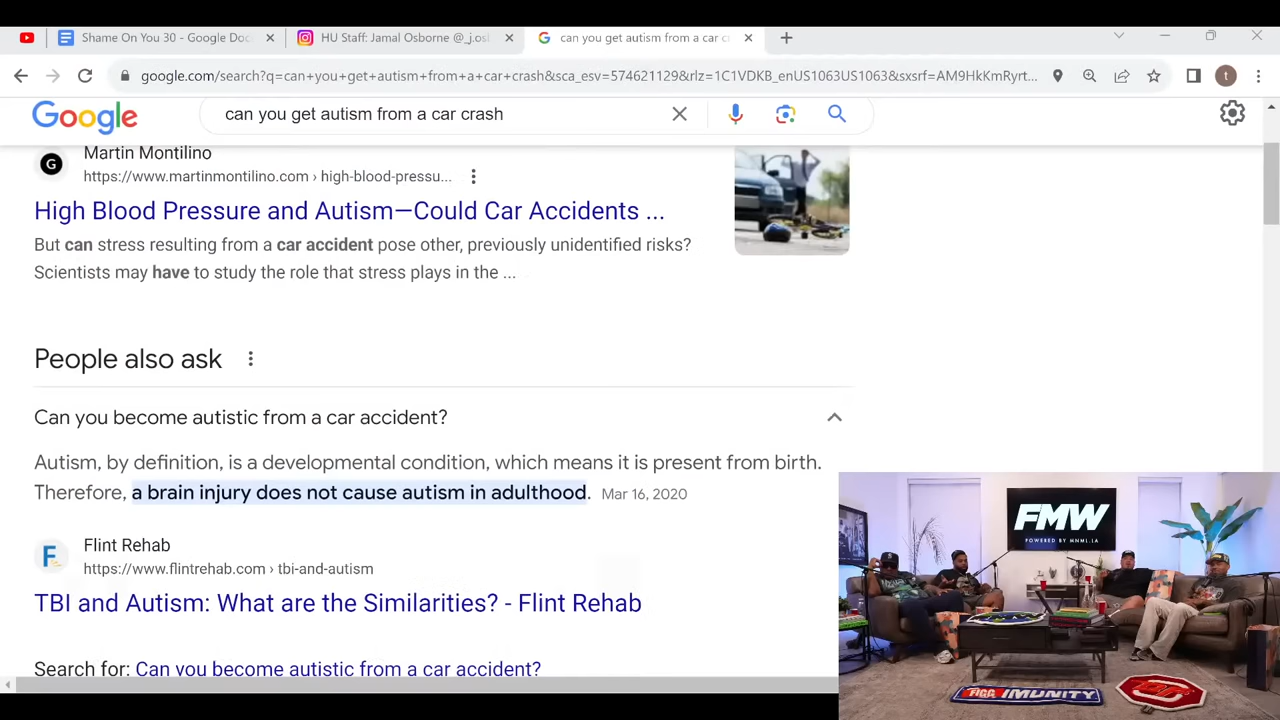 Shame On You 30 - Google Doc
HU Staff: Jamal Osborne @_j.os
can you get autism from a car c
google.com/search?q=can+you+get+autism+from+a+car+crash&sca_esv=574621129&rlz=1C1VDKB_enUS1063US1063&sxsrf=AM9HkKmRyrt...
t
Google
can you get autism from a car crash
G
Martin Montilino
https://www.martinmontilino.com › high-blood-pressu...
High Blood Pressure and Autism—Could Car Accidents ...
But can stress resulting from a car accident pose other, previously unidentified risks?
Scientists may have to study the role that stress plays in the ...
People also ask
Can you become autistic from a car accident?
Autism, by definition, is a developmental condition, which means it is present from birth.
Therefore, a brain injury does not cause autism in adulthood. Mar 16, 2020
F
Flint Rehab
https://www.flintrehab.com › tbi-and-autism
TBI and Autism: What are the Similarities? - Flint Rehab
Search for: Can you become autistic from a car accident?
FMW
POWERED BY MNML.LA
IMUNITY